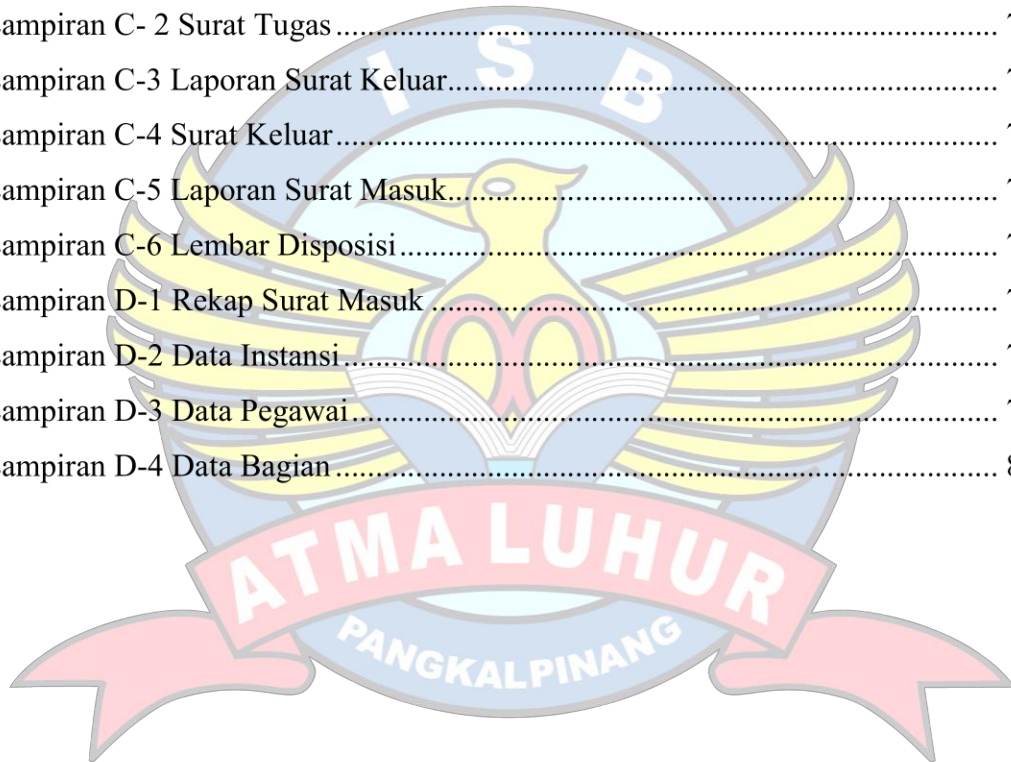 ampiran C- 2 Surat Tugas ........................................................................................
ampiran C-3 Laporan Surat Keluar........................................................................
ampiran C-4 Surat Keluar ........................................................................................
ampiran C-5 Laporan Surat Masuk........................................................................
ampiran C-6 Lembar Disposisi ...............................................................................
ampiran D-1 Rekap Surat Masuk ...........................................................................
ampiran D-2 Data Instansi.......................................................................................
ampiran D-3 Data Pegawai......................................................................................
ampiran D-4 Data Bagian ........................................................................................ 8
I S B
ATMA LUHUR
PANGKALPINANG